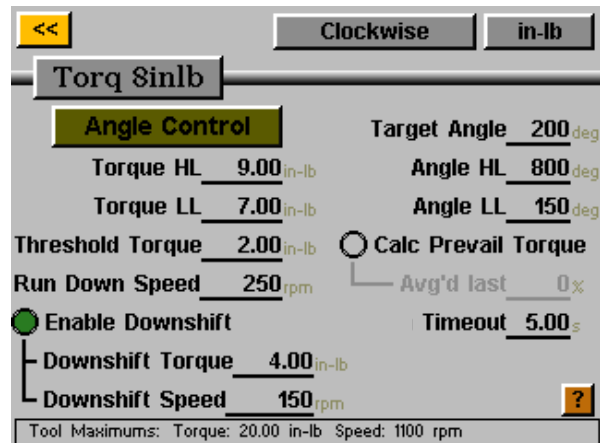 << Clockwise in-lb
Torq 8inlb
Angle Control Target Angle 200 deg
Torque HL 9.00 in-lb Angle HL 800 deg
Torque LL 7.00 in-lb Angle LL 150 deg
Threshold Torque 2.00 in-lb Calc Prevail Torque
Run Down Speed 250 rpm Avg'd last 0%
Enable Downshift Timeout 5.00 s
Downshift Torque 4.00 in-lb
Downshift Speed 150 rpm ?
Tool Maximums: Torque: 20.00 in-lb Speed: 1100 rpm